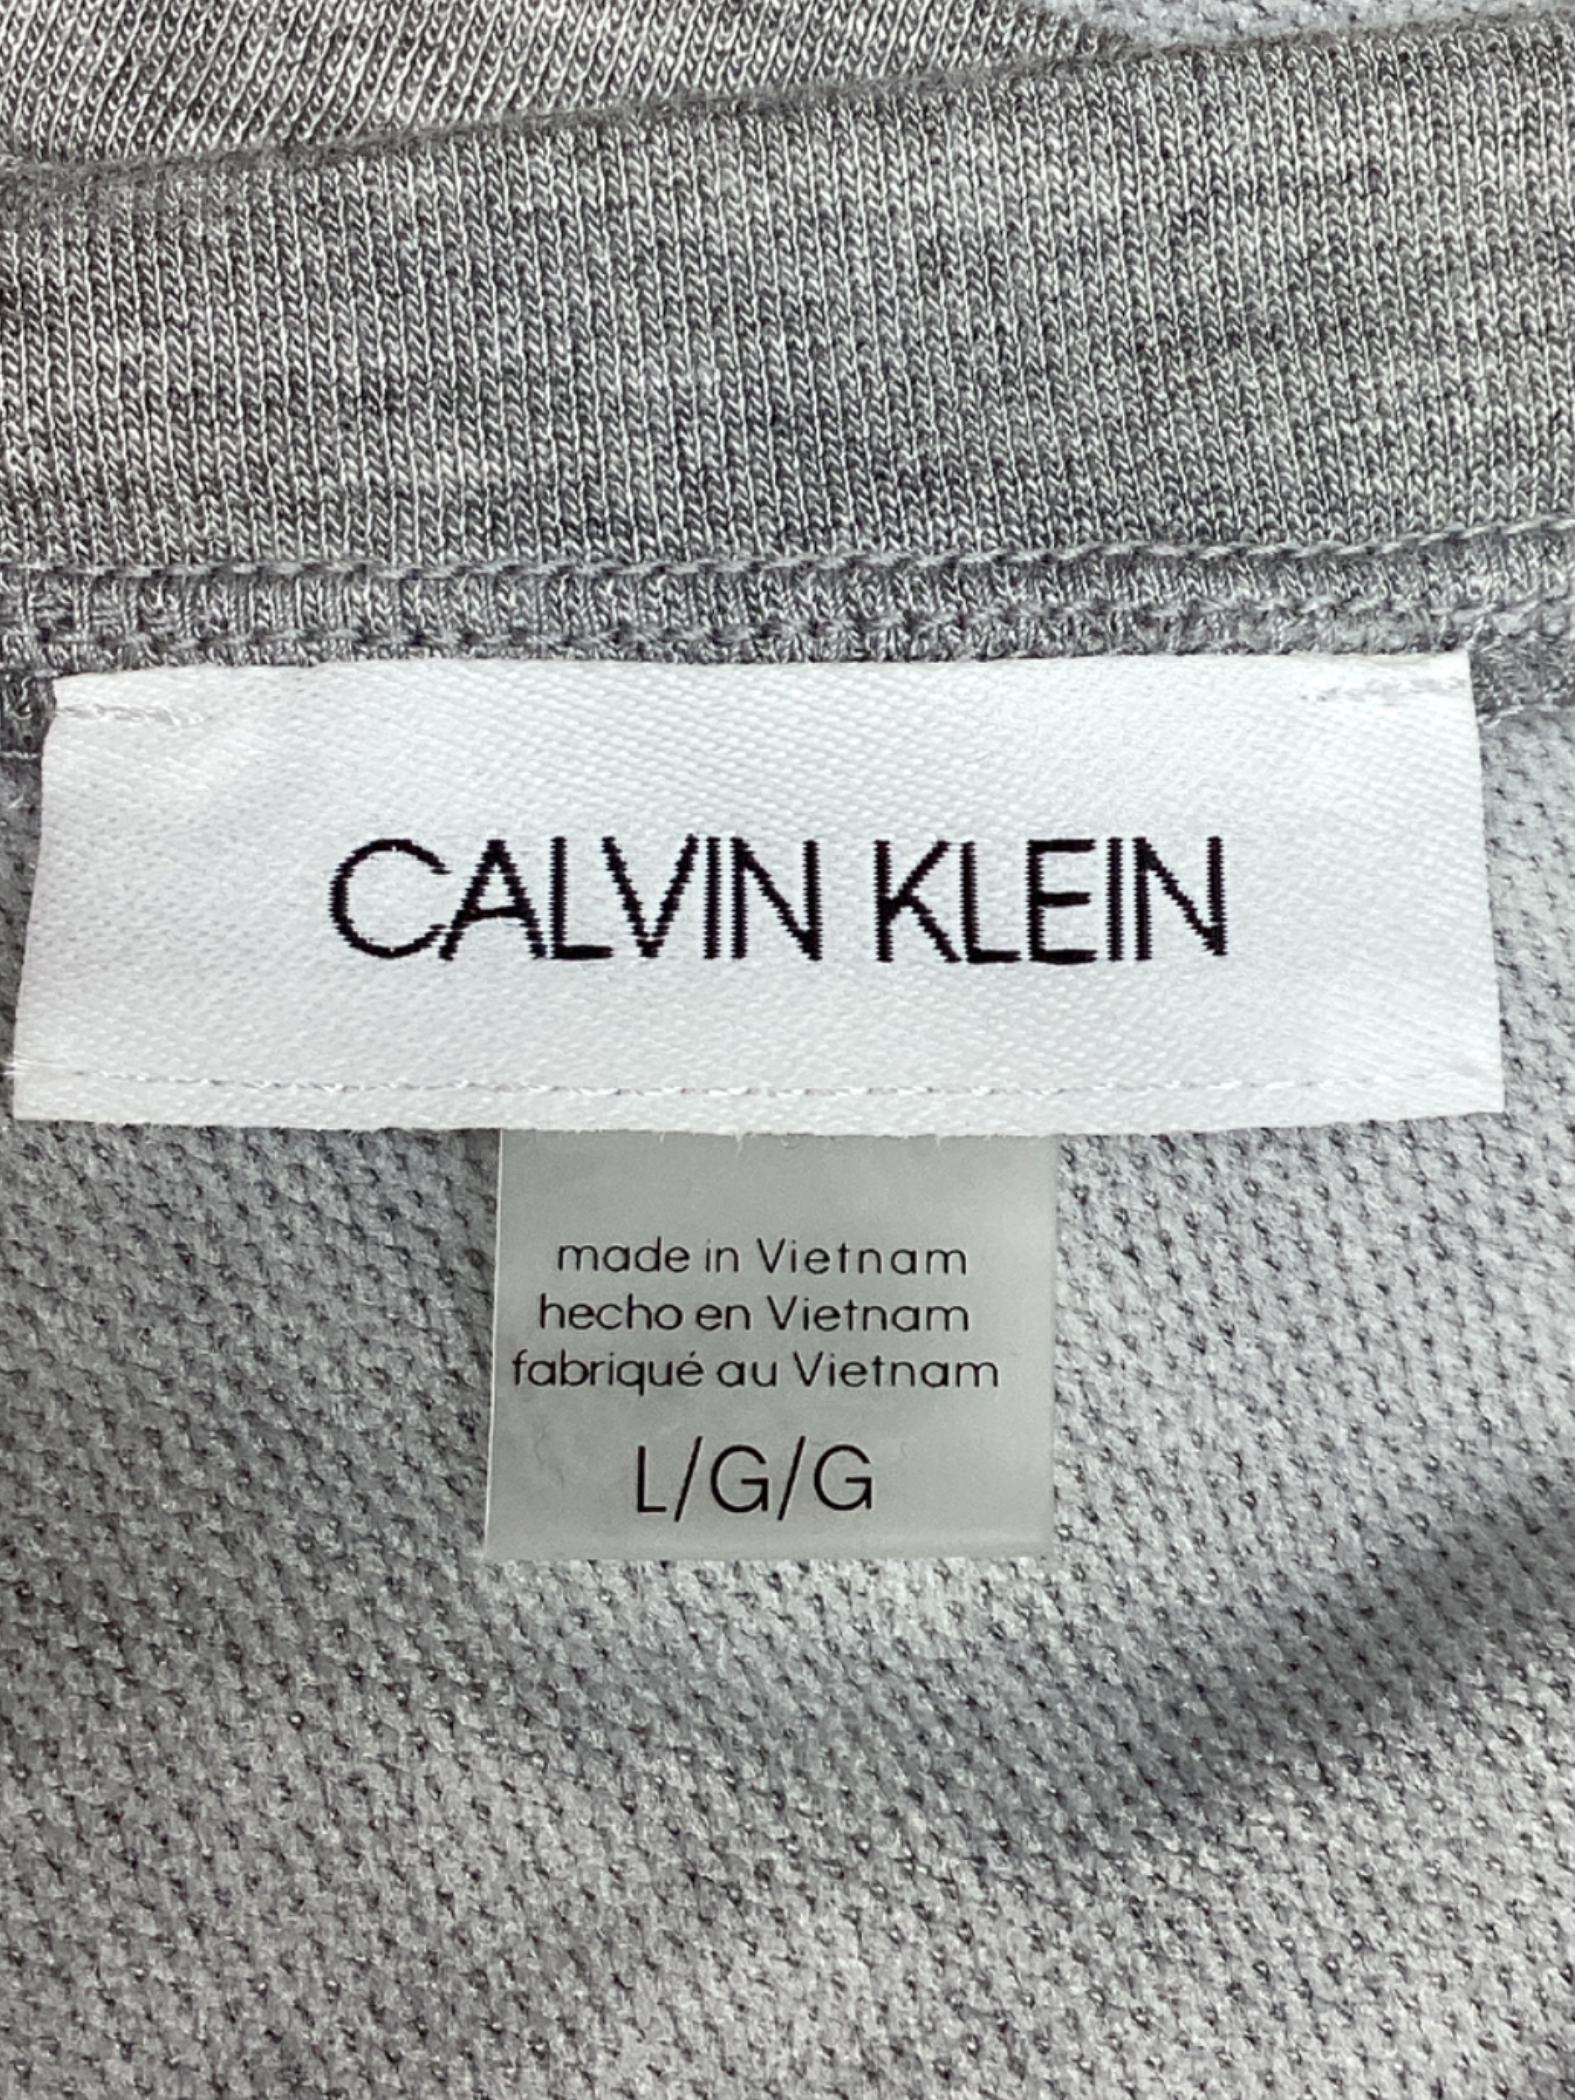 CALVIN KLEIN
made in Vietnam
hecho en Vietnam
fabriqué au Vietnam
L/G/G